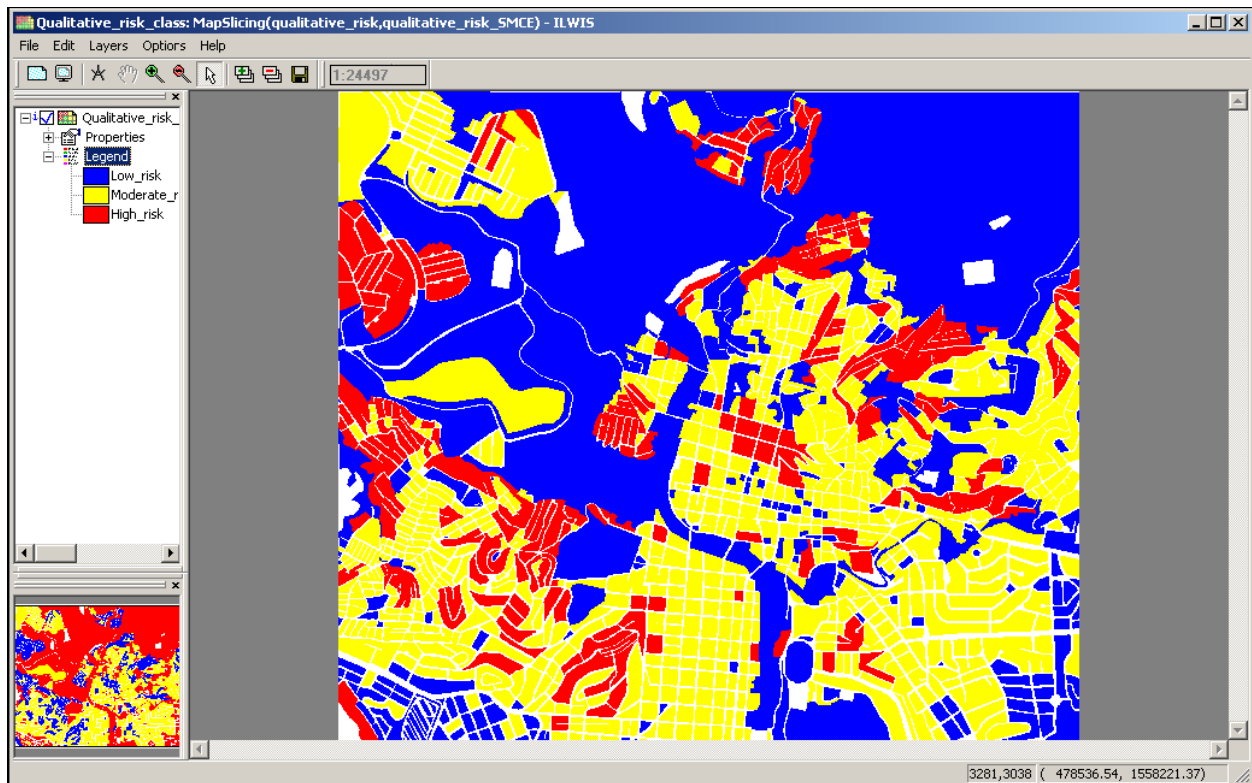 Qualitative_risk_class: MapSlicing(qualitative_risk,qualitative_risk_SMCE) - ILWIS
File Edit Layers Options Help
1:24497
Qualitative_risk_
Properties
Legend
Low_risk
Moderate_r
High_risk
3281,3038 ( 478536.54, 1558221.37)